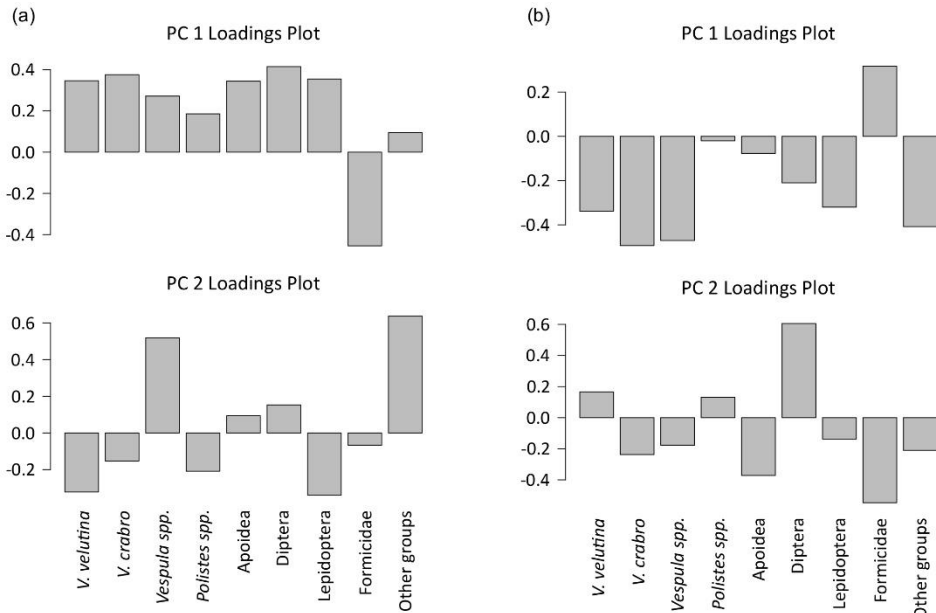 (a)
PC 1 Loadings Plot
0.4
0.2
0.0
-0.2
-0.4
PC 2 Loadings Plot
0.6
0.4
0.2
0.0
-0.2
V. velutina
V. crabro
Vespula spp.
Polistes spp.
Apoidea
Diptera
Lepidoptera
Formicidae
Other groups
(b)
PC 1 Loadings Plot
0.2
0.0
-0.2
-0.4
PC 2 Loadings Plot
0.6
0.4
0.2
0.0
-0.2
-0.4
V. velutina
V. crabro
Vespula spp.
Polistes spp.
Apoidea
Diptera
Lepidoptera
Formicidae
Other groups